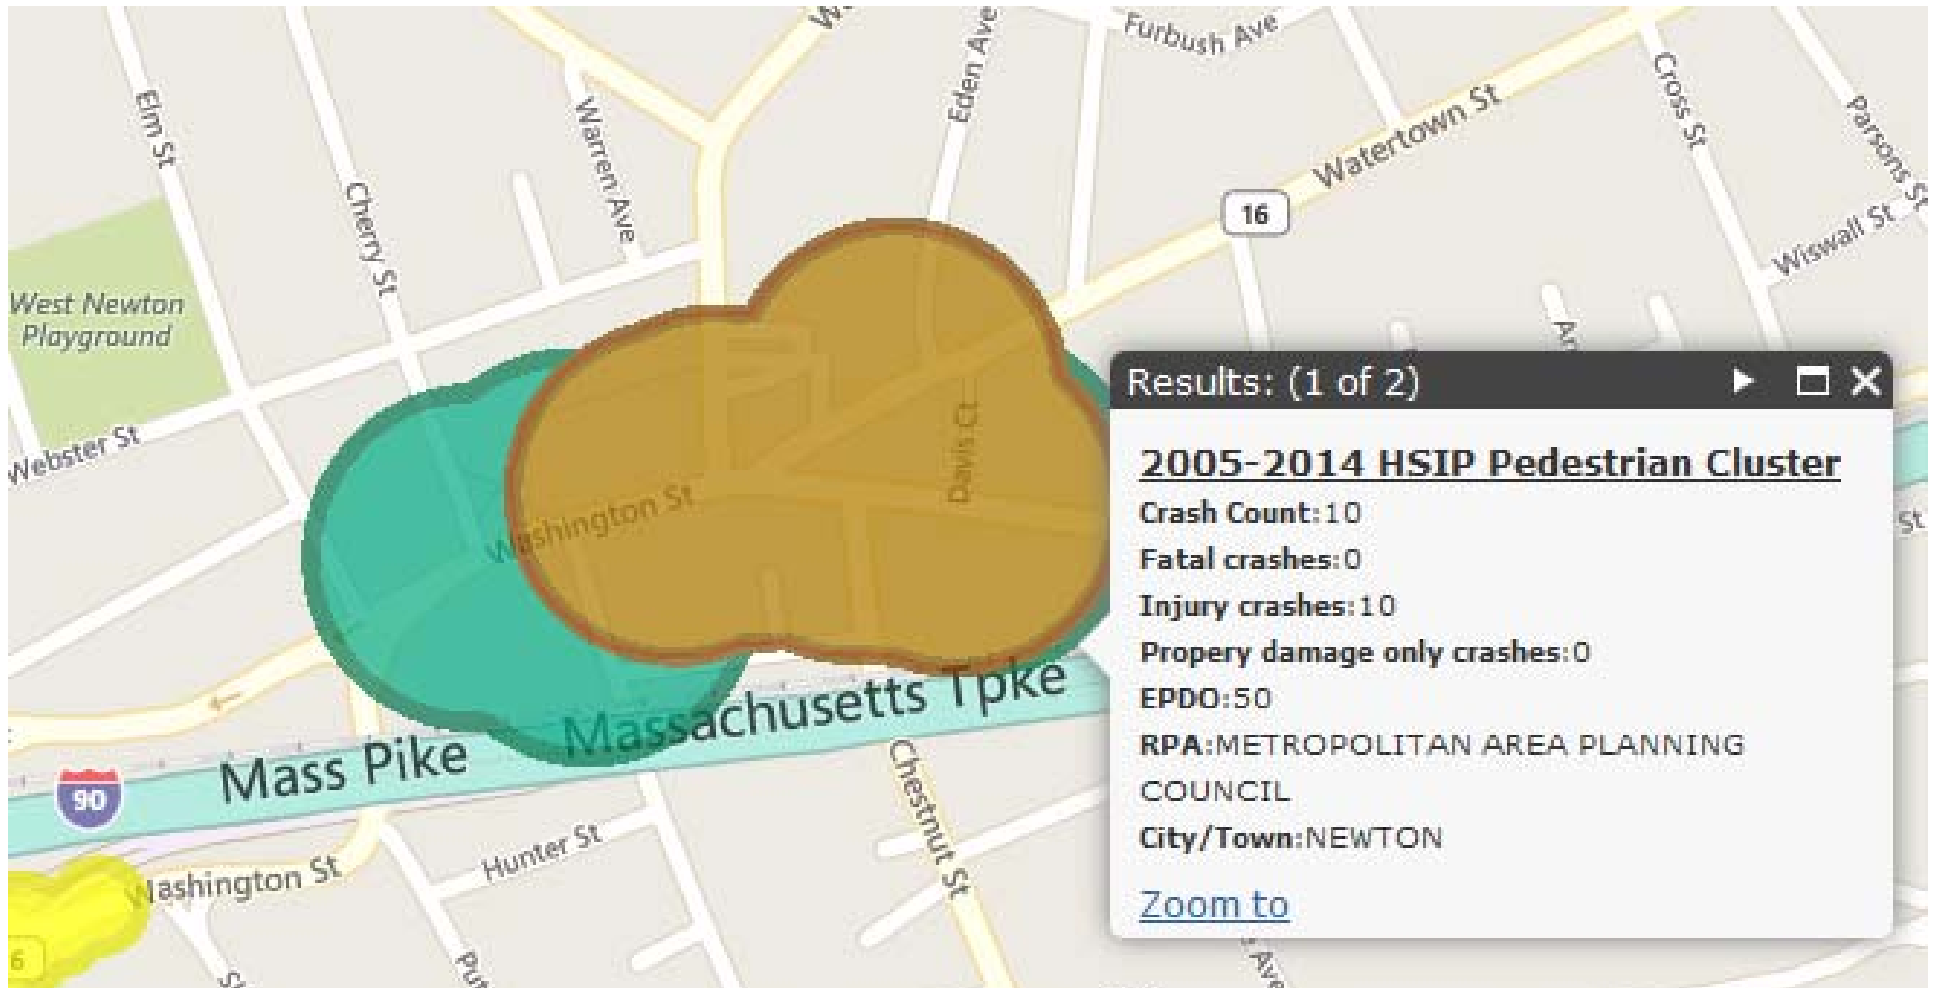 W
Furbush Ave
Eden Ave
Elm St
Warren Ave
Cross St
Watertown St
Parsons St
Cherry St
16
Wiswall St
West Newton
Playground
Results: (1 of 2)
Webster St
Davis Ct
2005-2014 HSIP Pedestrian Cluster
Washington St
Crash Count:10
St
Fatal crashes:0
Injury crashes:10
Propery damage only crashes:0
Massachusetts Tpke
EPDO:50
RPA:METROPOLITAN AREA PLANNING
COUNCIL
Mass Pike
90
Chestnut St
City/Town:NEWTON
Hunter St
Washington St
Zoom to
6
Put
St
Ave